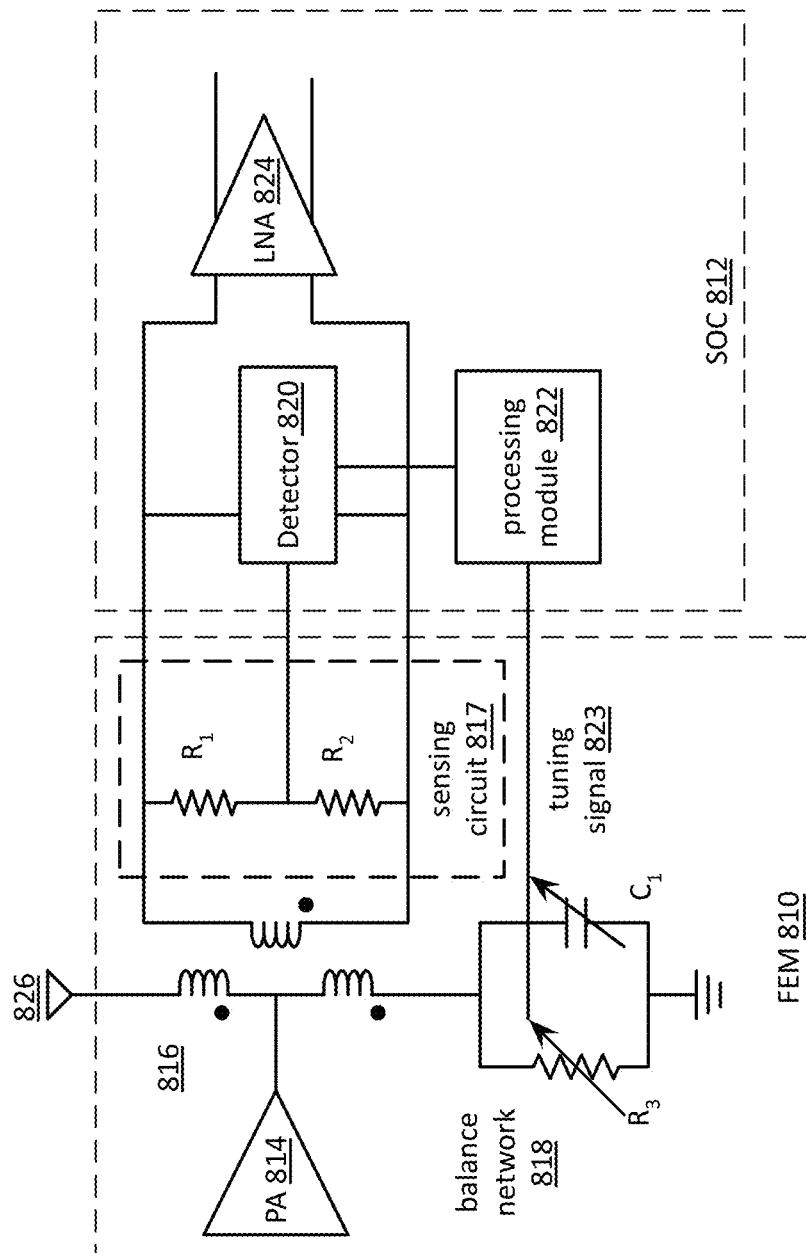 826
816
PA 814
balance
network
818
R3
C1
FEM 810
R1
R2
sensing
circuit 817
tuning
signal 823
Detector 820
processing
module 822
LNA 824
SOC 812